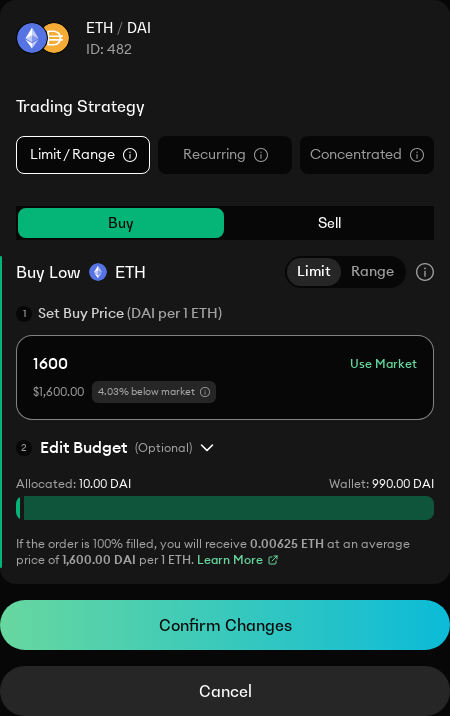 ETH / DAI
ID: 482
Trading Strategy
Limit / Range Recurring Concentrated
Buy Sell
Buy Low ETH Limit Range
1 Set Buy Price (DAI per 1 ETH)
1600 Use Market
$1,600.00 4.03% below market
2 Edit Budget (Optional)
Allocated: 10.00 DAI Wallet: 990.00 DAI
If the order is 100% filled, you will receive 0.00625 ETH at an average
price of 1,600.00 DAI per 1 ETH. Learn More
Confirm Changes
Cancel